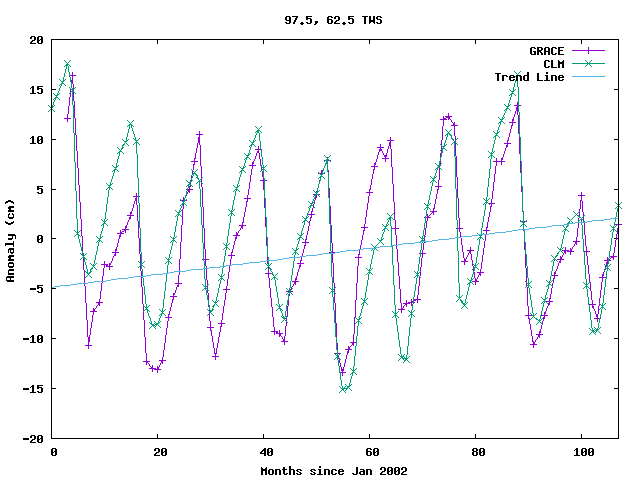 97.5, 62.5 TWS
GRACE
CLM
Trend Line
20
15
10
5
0
-5
-10
-15
-20
Anomaly (cm)
0 20 40 60 80 100
Months since Jan 2002